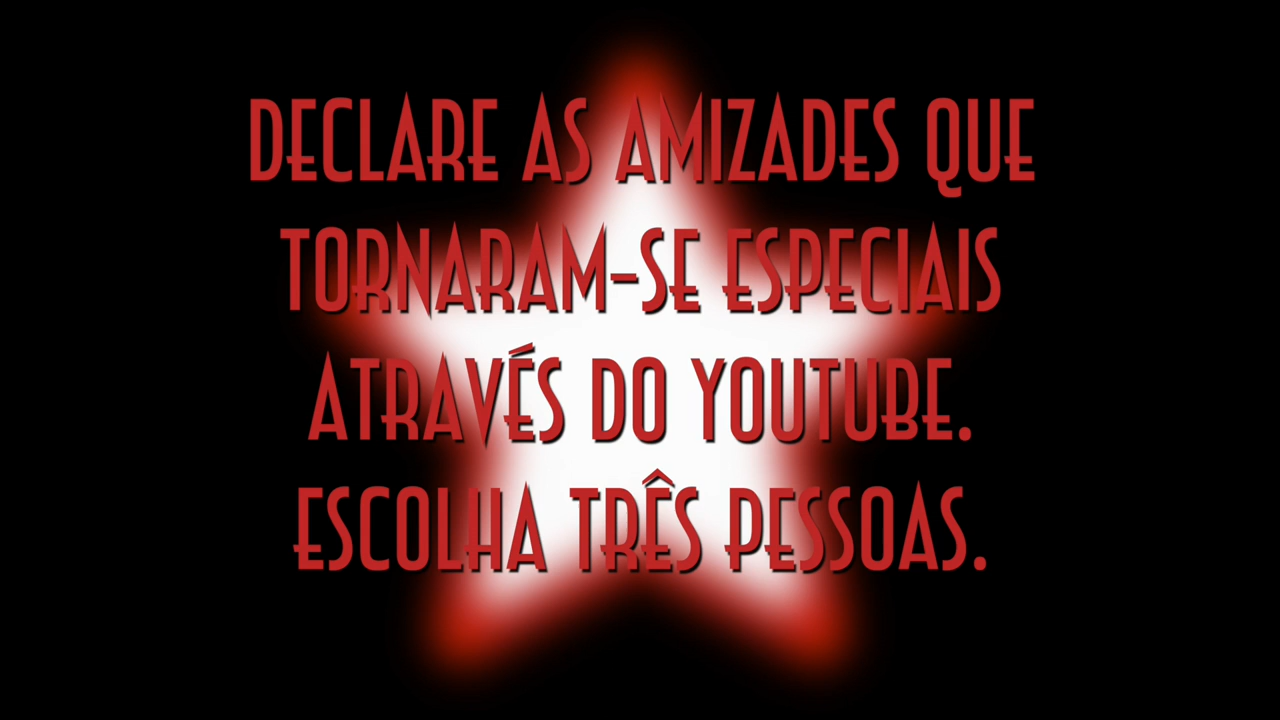 DECLARE AS AMIZADES QUE
TORNARAM-SE ESPECIAIS
ATRAVÉS DO YOUTUBE.
ESCOLHA TRÊS PESSOAS.